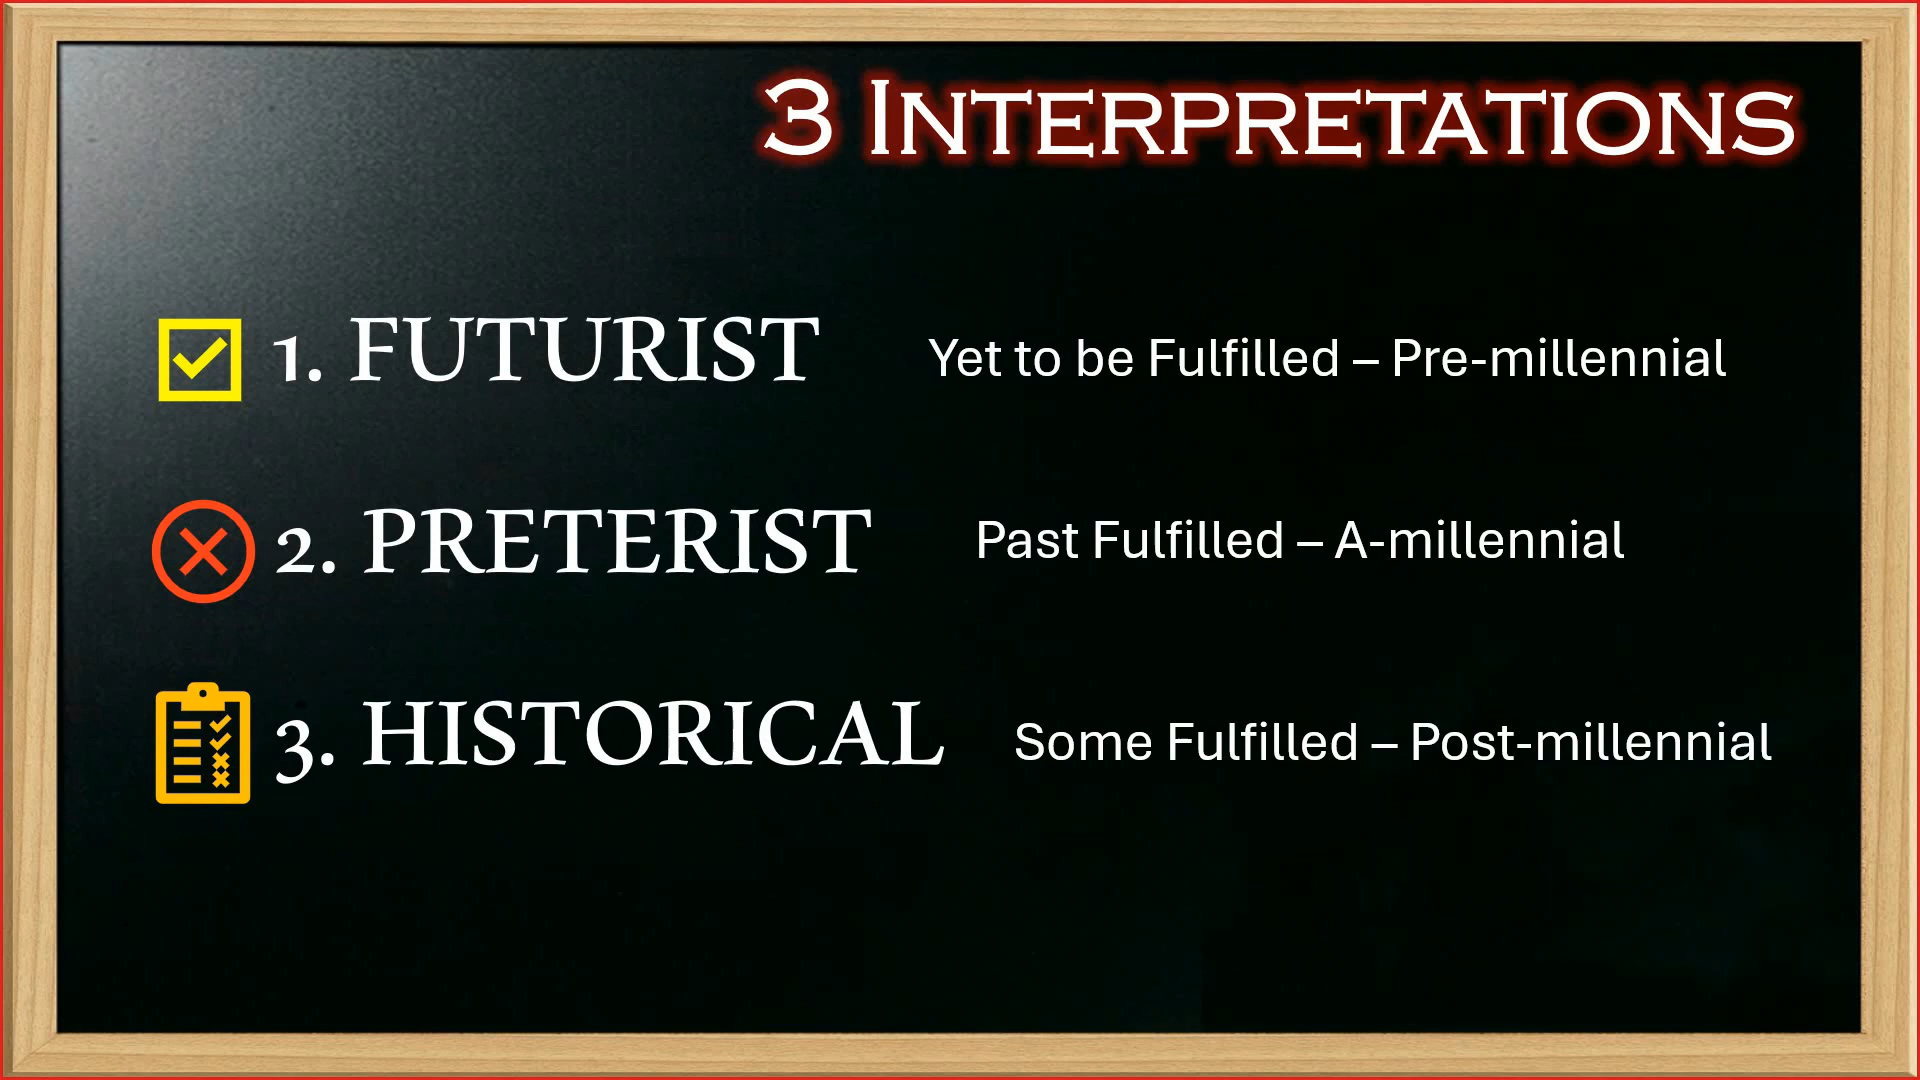 3 INTERPRETATIONS
1. FUTURIST Yet to be Fulfilled – Pre-millennial
2. PRETERIST Past Fulfilled – A-millennial
3. HISTORICAL Some Fulfilled – Post-millennial